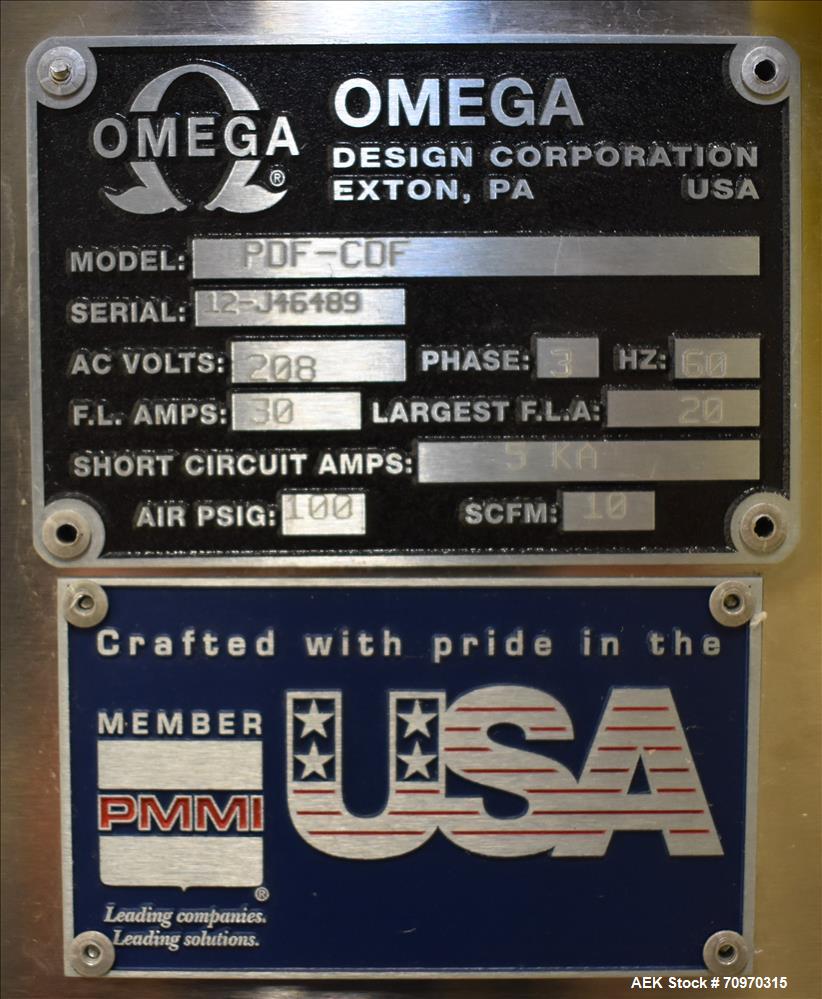 OMEGA
®
OMEGA
DESIGN CORPORATION
EXTON, PA USA
MODEL: PDF-CDF
SERIAL: 12-J46489
AC VOLTS: 208 PHASE: 3 HZ: 60
F.L. AMPS: 30 LARGEST F.L.A: 20
SHORT CIRCUIT AMPS: 5 KA
AIR PSIG: 100 SCFM: 10
Crafted with pride in the
USA
MEMBER
PMMI
®
Leading companies.
Leading solutions.
AEK Stock # 70970315